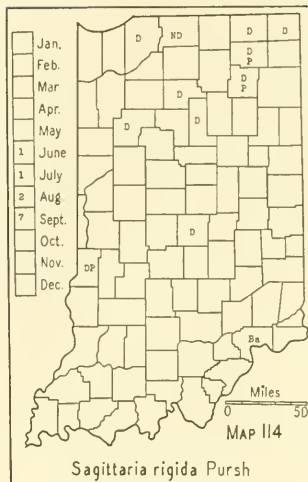 Jan.
Feb.
Mar
Apr.
May
1 June
1 July
2 Aug
7 Sept.
Oct.
Nov.
Dec.
D ND D D
D
P
D D
P
D D
D
DP
Ba
Miles
0 50
MAP 114
Sagittaria rigida Pursh